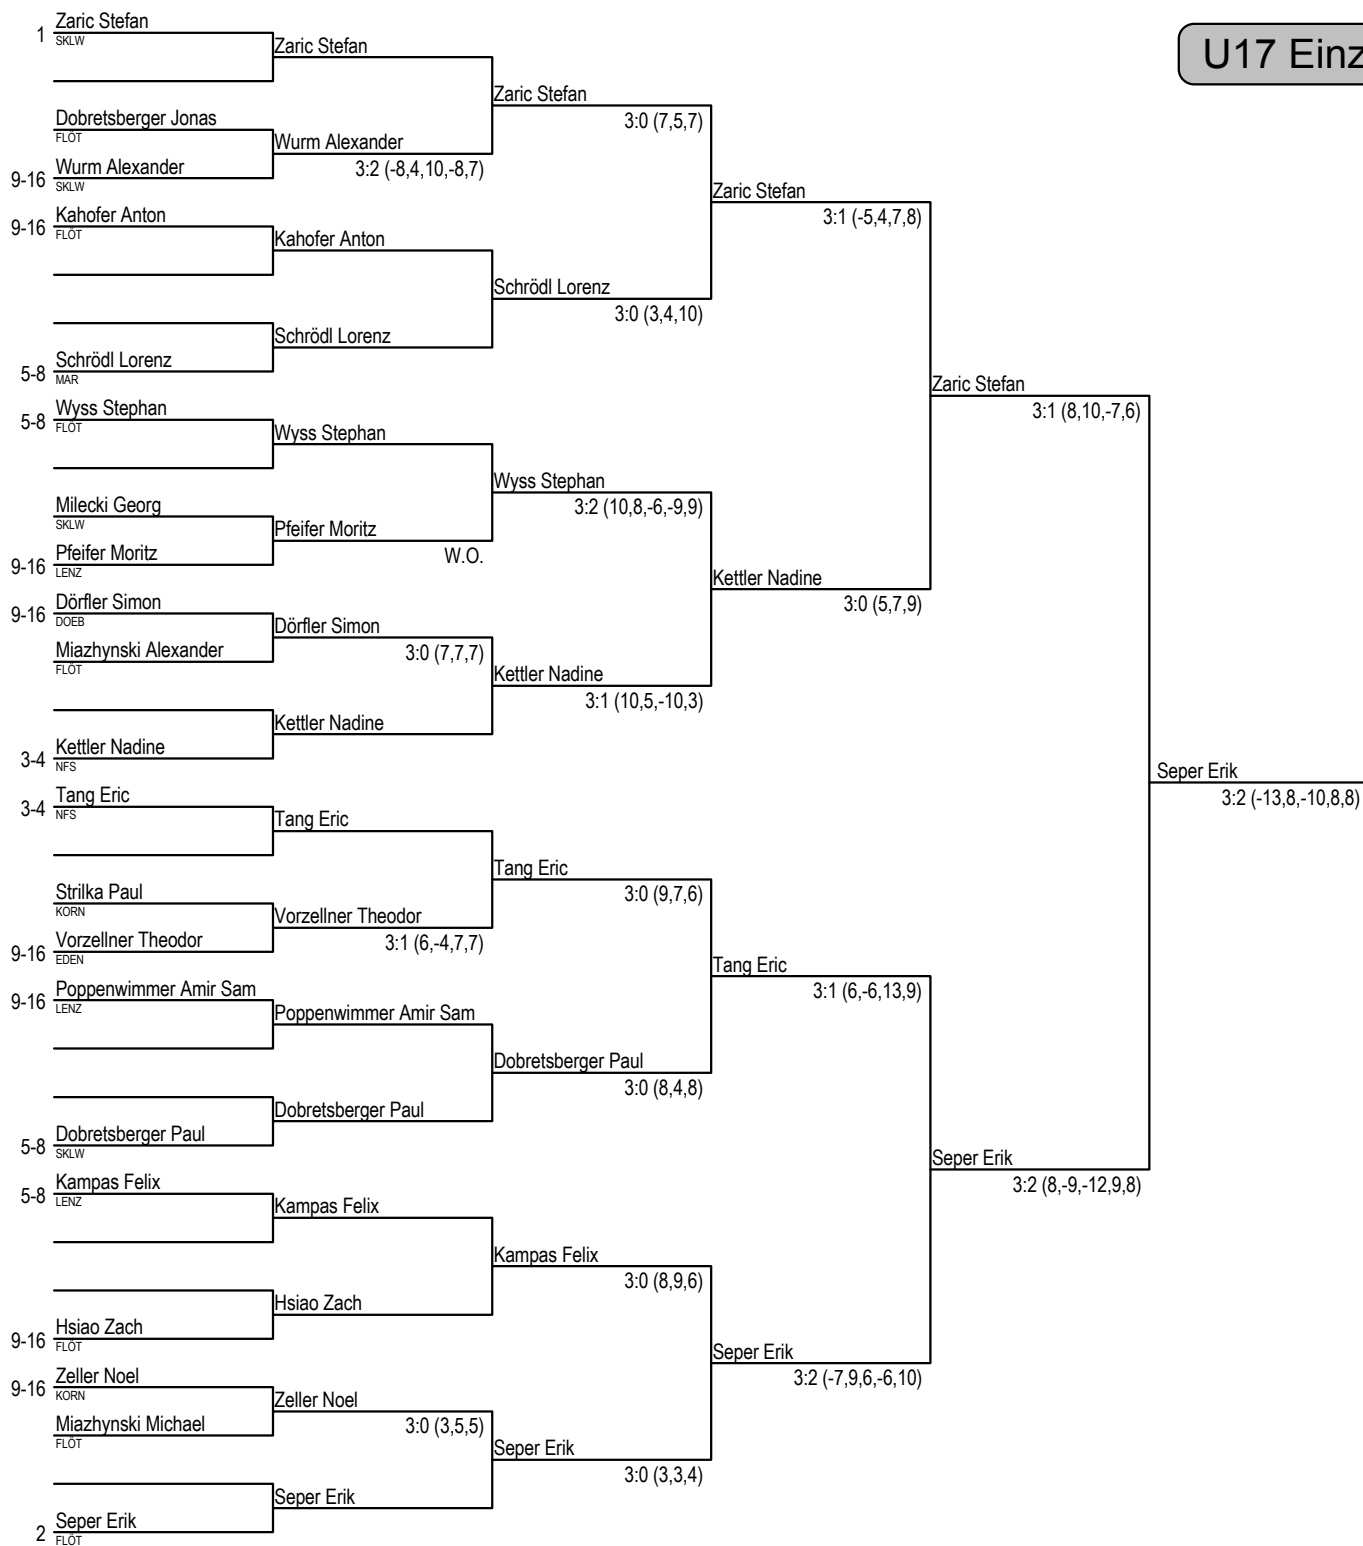 U17 Einz
1 Zaric Stefan
SKLW
Dobretsberger Jonas
FLÖT
9-16 Wurm Alexander
SKLW
9-16 Kahofer Anton
FLÖT
5-8 Schrödl Lorenz
MAR
5-8 Wyss Stephan
FLÖT
Milecki Georg
SKLW
9-16 Pfeifer Moritz
LENZ
9-16 Dörfler Simon
DOEB
Miazhynski Alexander
FLÖT
3-4 Kettler Nadine
NFS
3-4 Tang Eric
NFS
Strilka Paul
KORN
9-16 Vorzellner Theodor
EDEN
9-16 Poppenwimmer Amir Sam
LENZ
5-8 Dobretsberger Paul
SKLW
5-8 Kampas Felix
LENZ
9-16 Hsiao Zach
FLÖT
9-16 Zeller Noel
KORN
Miazhynski Michael
FLÖT
2 Seper Erik
FLÖT
Zaric Stefan
Wurm Alexander
3:2 (-8,4,10,-8,7)
Kahofer Anton
Schrödl Lorenz
Wyss Stephan
Pfeifer Moritz
W.O.
Dörfler Simon
3:0 (7,7,7)
Kettler Nadine
Tang Eric
Vorzellner Theodor
3:1 (6,-4,7,7)
Poppenwimmer Amir Sam
Dobretsberger Paul
Kampas Felix
Hsiao Zach
Zeller Noel
3:0 (3,5,5)
Seper Erik
Zaric Stefan
3:0 (7,5,7)
Schrödl Lorenz
3:0 (3,4,10)
Wyss Stephan
3:2 (10,8,-6,-9,9)
Kettler Nadine
3:1 (10,5,-10,3)
Tang Eric
3:0 (9,7,6)
Dobretsberger Paul
3:0 (8,4,8)
Kampas Felix
3:0 (8,9,6)
Seper Erik
3:0 (3,3,4)
Zaric Stefan
3:1 (-5,4,7,8)
Kettler Nadine
3:0 (5,7,9)
Tang Eric
3:1 (6,-6,13,9)
Seper Erik
3:2 (-7,9,6,-6,10)
Zaric Stefan
3:1 (8,10,-7,6)
Seper Erik
3:2 (8,-9,-12,9,8)
Seper Erik
3:2 (-13,8,-10,8,8)